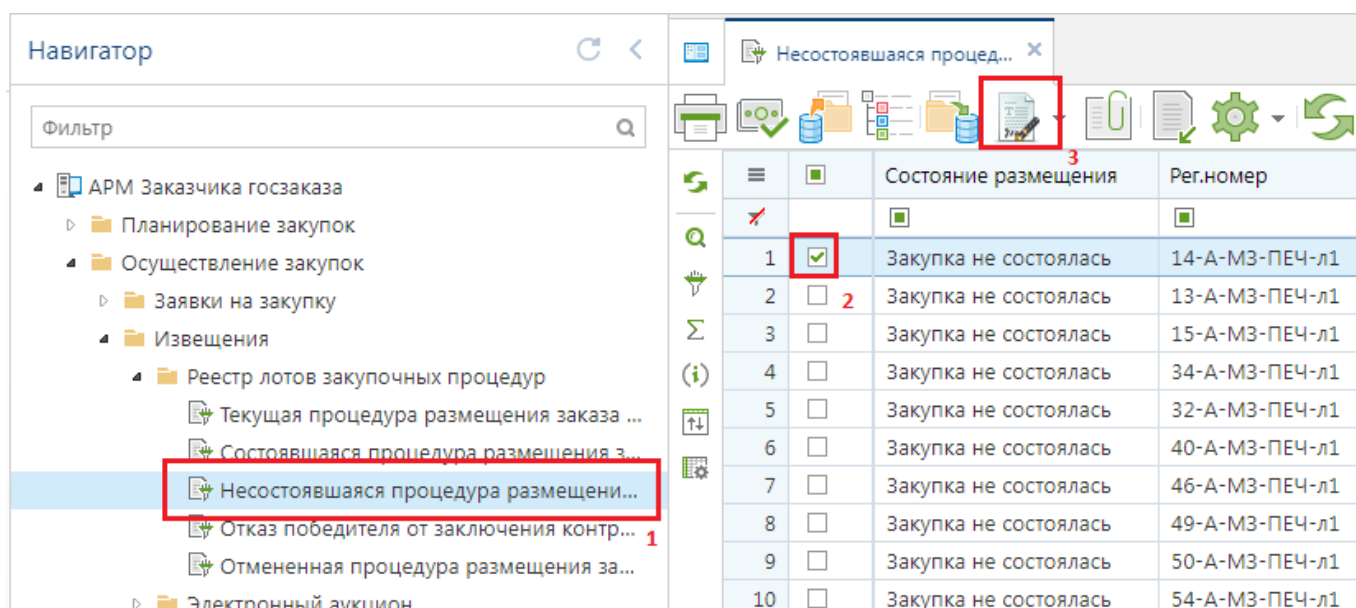 Навигатор
Фильтр
АРМ Заказчика госзаказа
Планирование закупок
Осуществление закупок
Заявки на закупку
Извещения
Реестр лотов закупочных процедур
Текущая процедура размещения заказа ...
Состоявшаяся процедура размещения з...
Несостоявшаяся процедура размещени...
Отказ победителя от заключения контр...
1
Отмененная процедура размещения за...
Электронный аукцион
Несостоявшаяся процед...
3
Состояние размещения Рег.номер
1 Закупка не состоялась 14-А-МЗ-ПЕЧ-л1
2 2 Закупка не состоялась 13-А-МЗ-ПЕЧ-л1
3 Закупка не состоялась 15-А-МЗ-ПЕЧ-л1
4 Закупка не состоялась 34-А-МЗ-ПЕЧ-л1
5 Закупка не состоялась 32-А-МЗ-ПЕЧ-л1
6 Закупка не состоялась 40-А-МЗ-ПЕЧ-л1
7 Закупка не состоялась 46-А-МЗ-ПЕЧ-л1
8 Закупка не состоялась 49-А-МЗ-ПЕЧ-л1
9 Закупка не состоялась 50-А-МЗ-ПЕЧ-л1
10 Закупка не состоялась 54-А-МЗ-ПЕЧ-л1